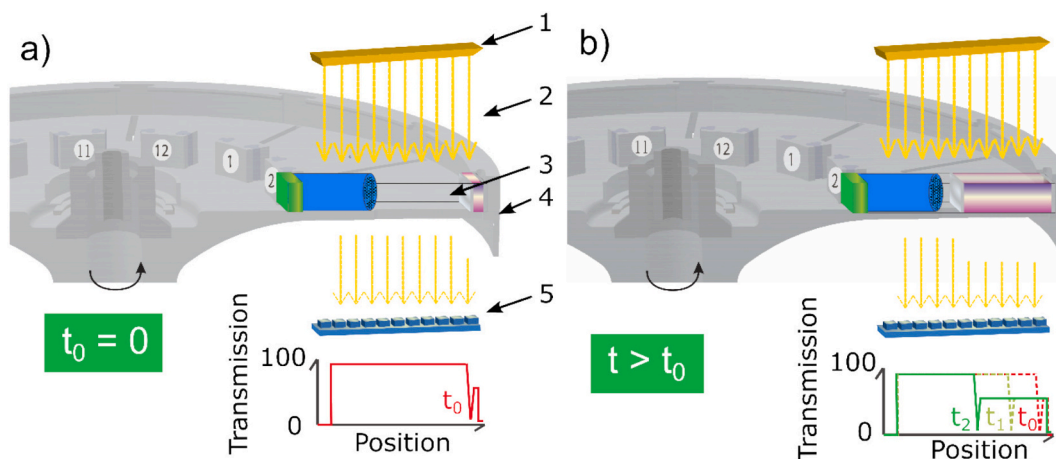 a)
1
2
3
4
5
11
12
1
2
t₀ = 0
Transmission
100
0
t₀
Position
b)
11
12
1
2
t > t₀
Transmission
100
0
t₂
t₁
t₀
Position